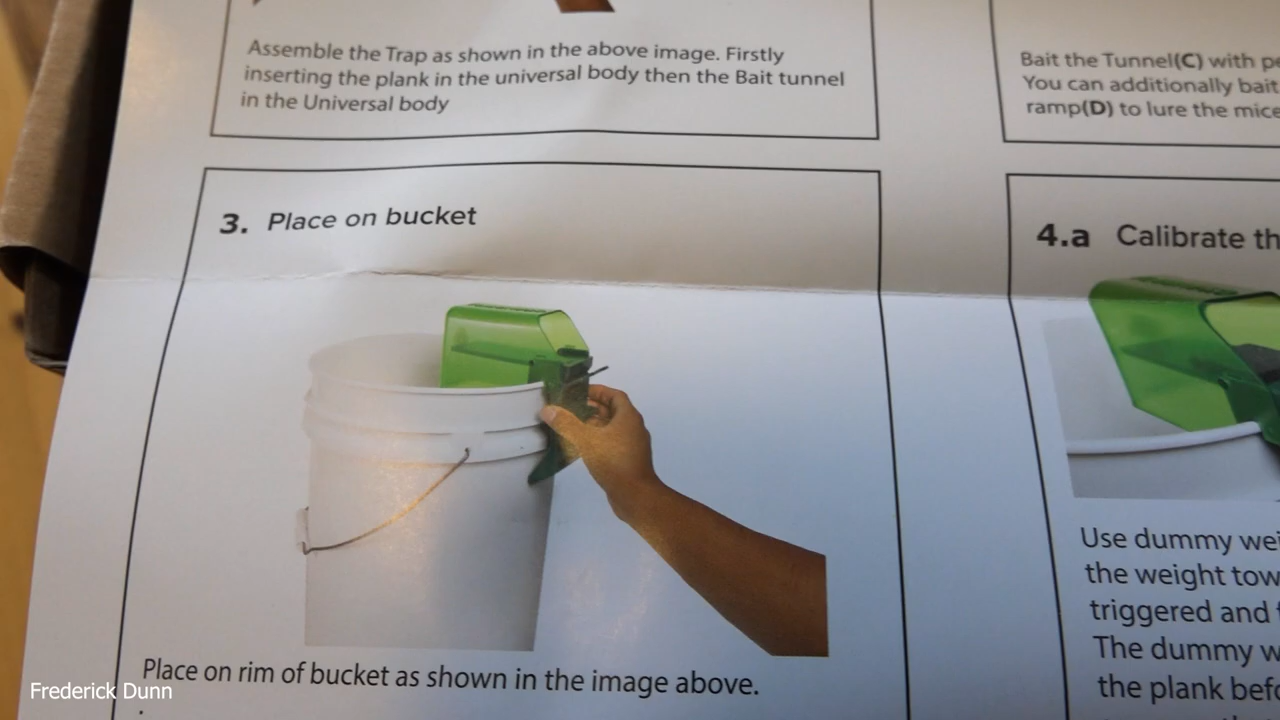 Assemble the Trap as shown in the above image. Firstly
inserting the plank in the universal body then the Bait tunnel
in the Universal body
Bait the Tunnel(C) with
You can additionally bait
ramp(D) to lure the mice
3. Place on bucket
Place on rim of bucket as shown in the image above.
4.a Calibrate
Use dummy
the weight
triggered and
The dummy
the plank
Frederick Dunn